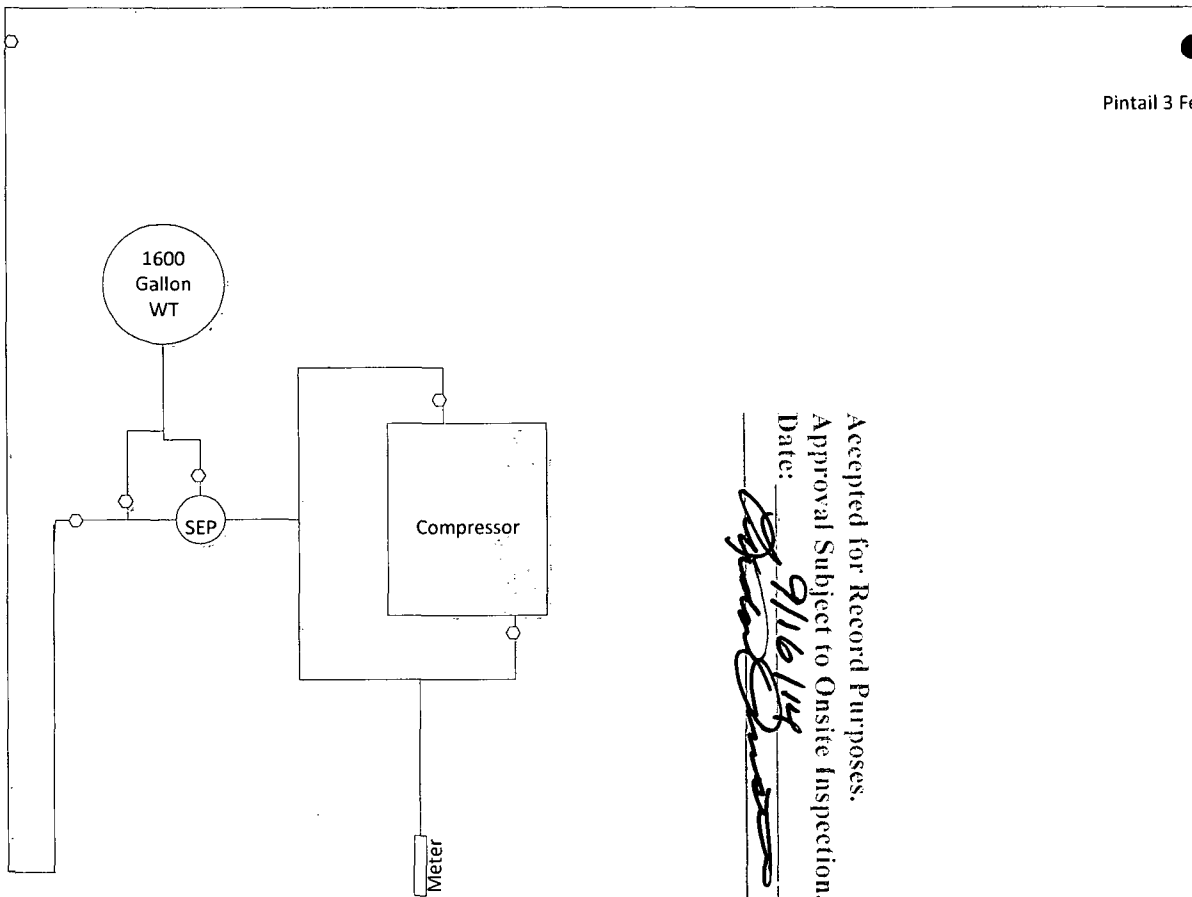 Pintail 3 Fe
1600
Gallon
WT
SEP
Compressor
Meter
Accepted for Record Purposes.
Approval Subject to Onsite Inspection.
Date: 9/16/14